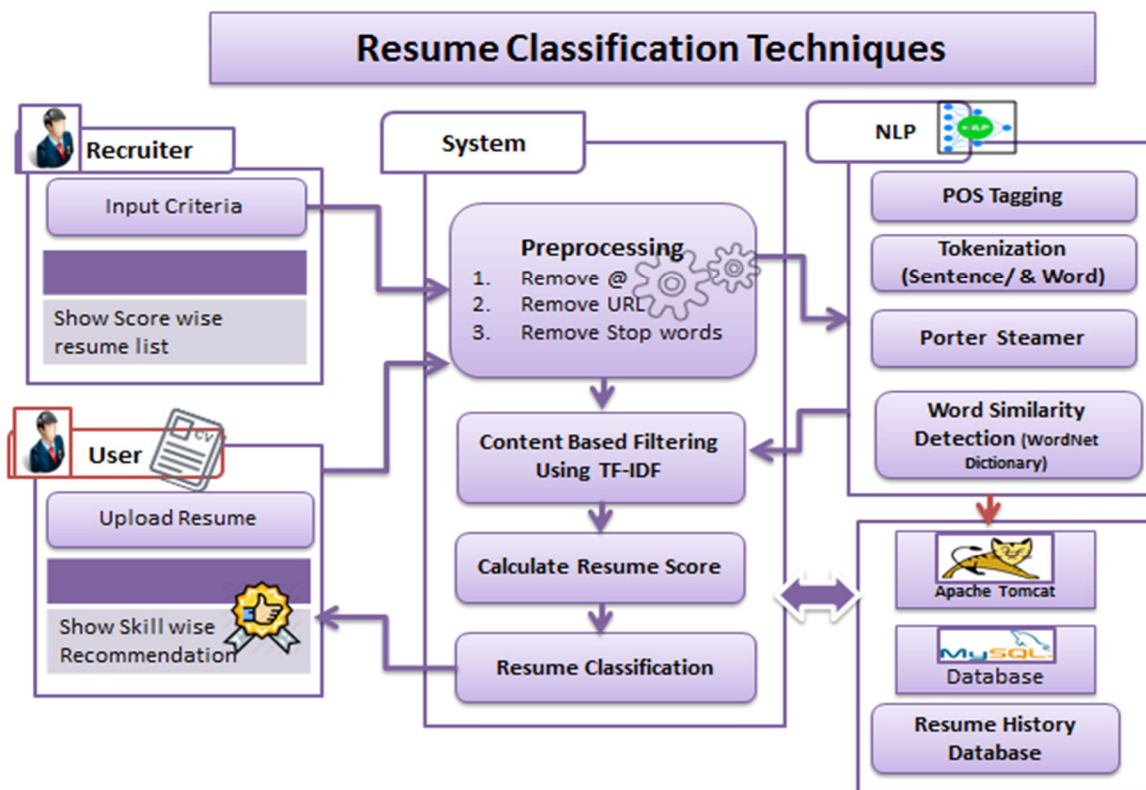 Resume Classification Techniques
Recruiter
Input Criteria
Show Score wise
resume list
User
CV
Upload Resume
Show Skill wise
Recommendation
System
Preprocessing
1. Remove @
2. Remove URL
3. Remove Stop words
Content Based Filtering
Using TF-IDF
Calculate Resume Score
Resume Classification
NLP
NLP
POS Tagging
Tokenization
(Sentence/ & Word)
Porter Steamer
Word Similarity
Detection (WordNet
Dictionary)
Apache Tomcat
MySQL
Database
Resume History
Database